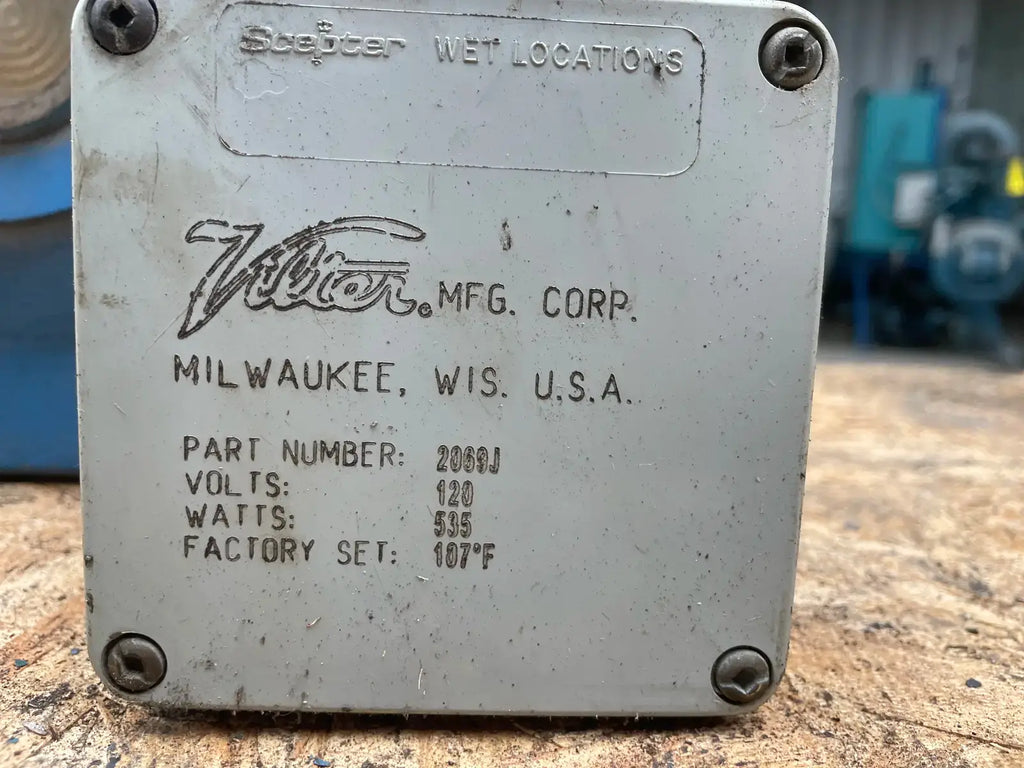 Scepter WET LOCATIONS
Vilter. MFG. CORP.
MILWAUKEE, WIS. U.S.A.
PART NUMBER: 2069J
VOLTS: 120
WATTS: 535
FACTORY SET: 107°F